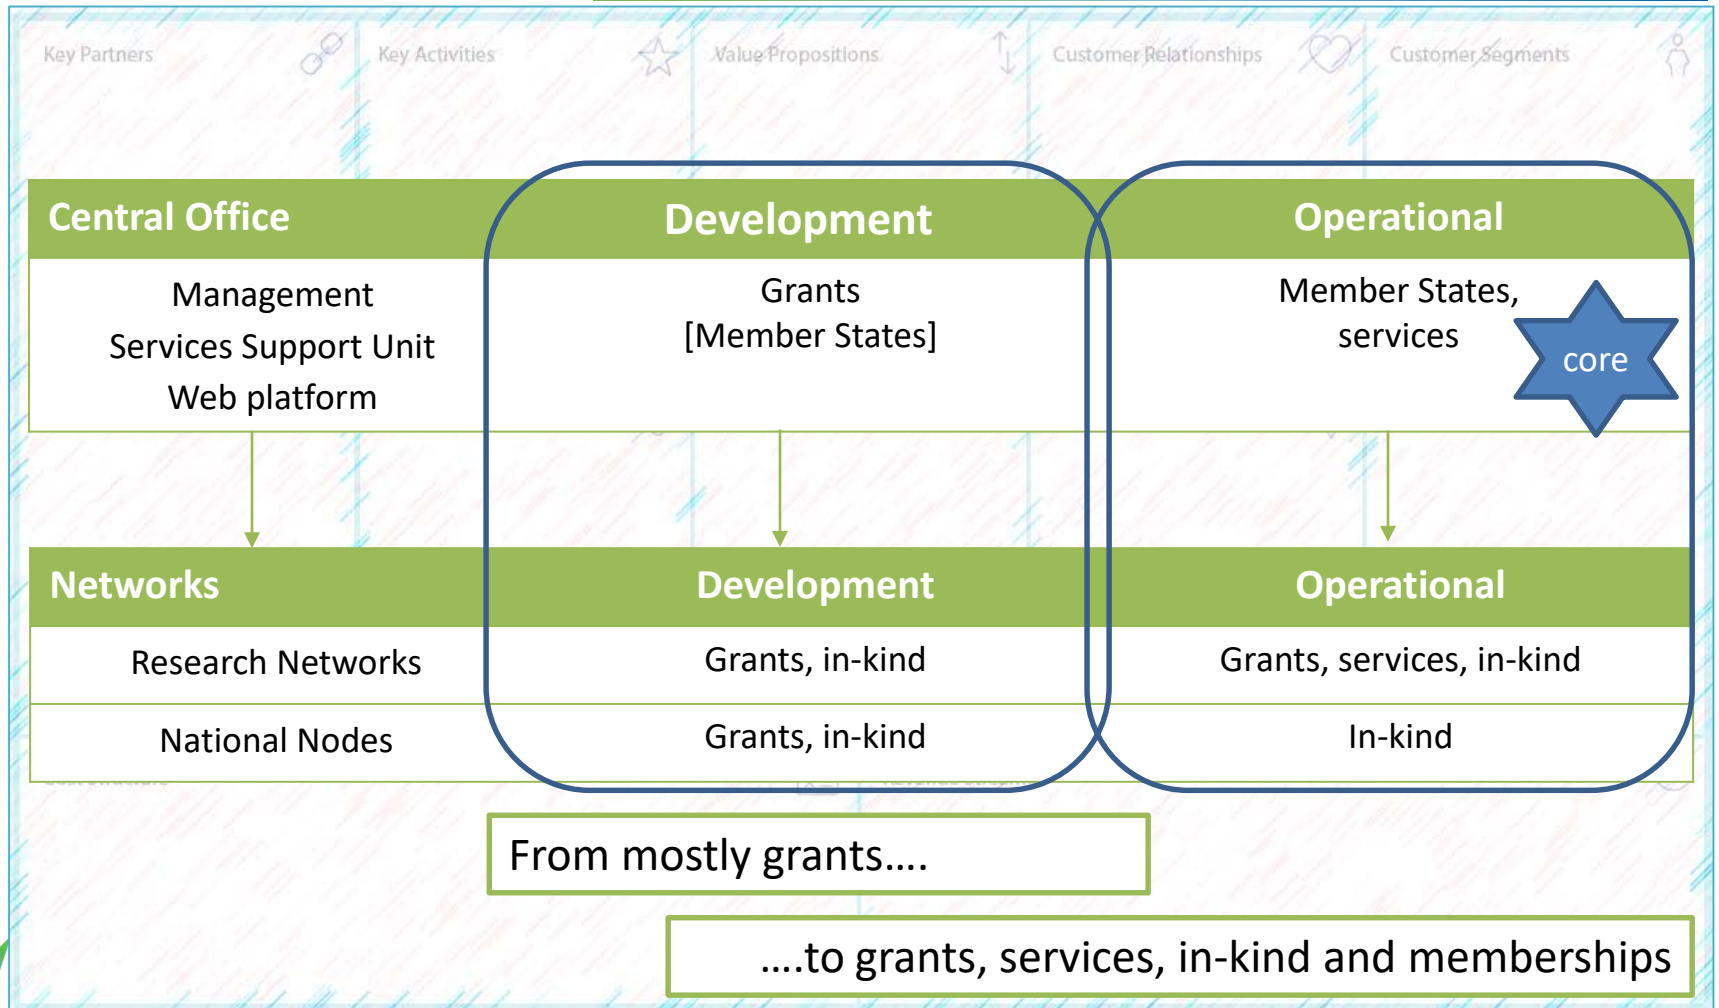 Key Partners
Key Activities
Value Propositions
Customer Relationships
Customer Segments
Central Office
Development
Operational
Management
Services Support Unit
Web platform
Grants
[Member States]
Member States,
services
core
Networks
Development
Operational
Research Networks
Grants, in-kind
Grants, services, in-kind
National Nodes
Grants, in-kind
In-kind
From mostly grants....
....to grants, services, in-kind and memberships